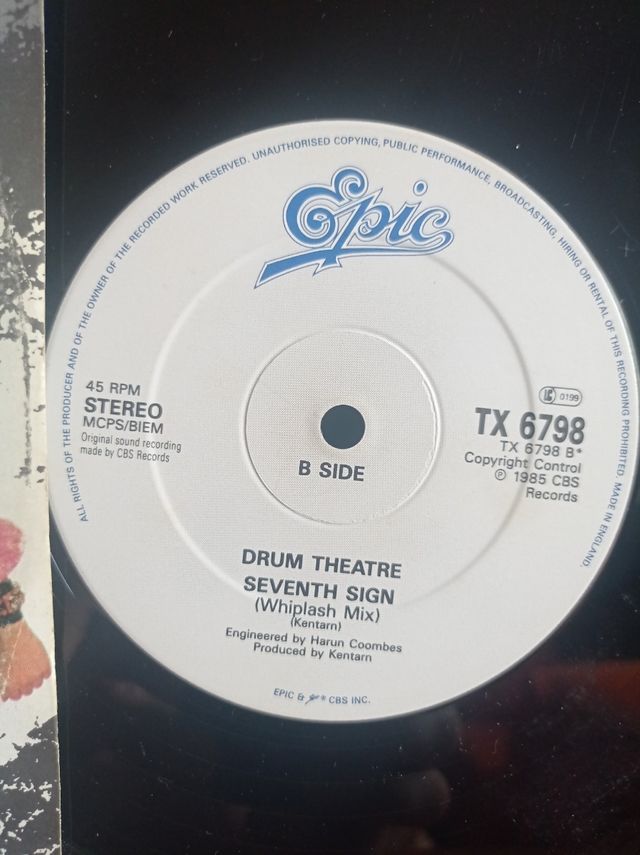 ALL RIGHTS OF THE PRODUCER AND OF THE OWNER OF THE RECORDED WORK RESERVED. UNAUTHORISED COPYING, PUBLIC PERFORMANCE, BROADCASTING, HIRING OR RENTAL OF THIS RECORDING PROHIBITED. MADE IN ENGLAND.
Epic
45 RPM
STEREO
MCPS/BIEM
Original sound recording
made by CBS Records
LC 0199
TX 6798
TX 6798 B*
Copyright Control
℗ 1985 CBS
Records
B SIDE
DRUM THEATRE
SEVENTH SIGN
(Whiplash Mix)
(Kentarn)
Engineered by Harun Coombes
Produced by Kentarn
EPIC & Epic ® CBS INC.